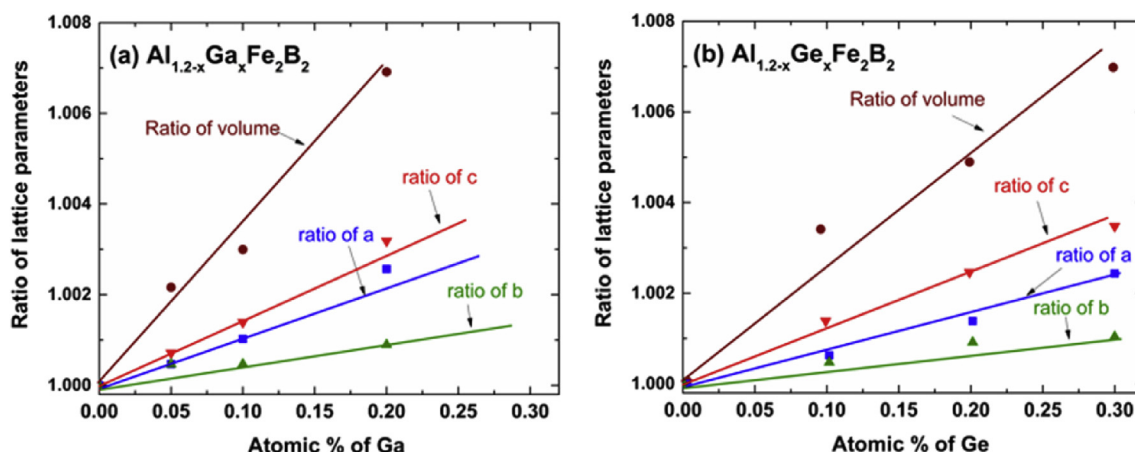 (a) Al1.2-xGaxFe2B2
Ratio of lattice parameters
1.008
1.006
1.004
1.002
1.000
Ratio of volume
ratio of c
ratio of a
ratio of b
0.00 0.05 0.10 0.15 0.20 0.25 0.30
Atomic % of Ga
(b) Al1.2-xGexFe2B2
Ratio of lattice parameters
1.008
1.006
1.004
1.002
1.000
Ratio of volume
ratio of c
ratio of a
ratio of b
0.00 0.05 0.10 0.15 0.20 0.25 0.30
Atomic % of Ge